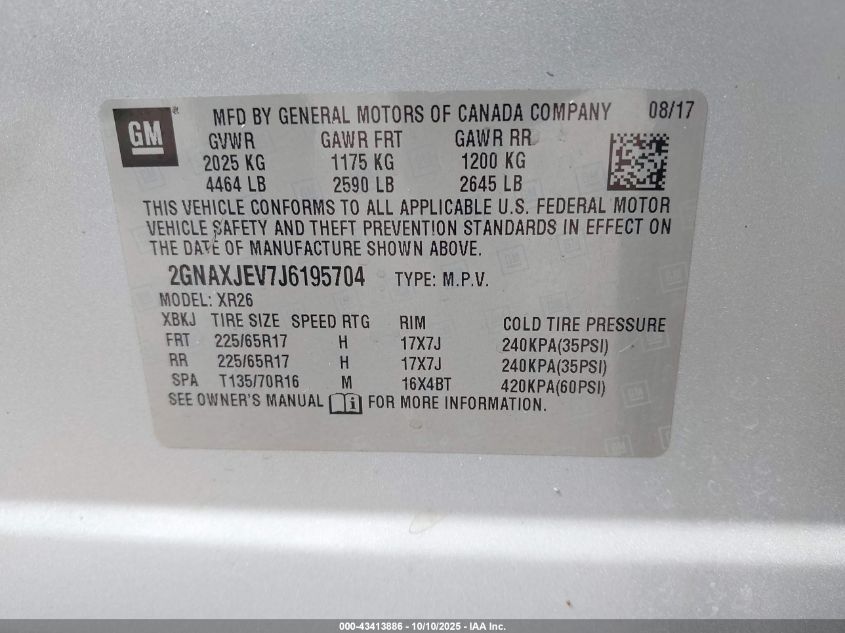 GM ® MFD BY GENERAL MOTORS OF CANADA COMPANY 08/17
GVWR GAWR FRT GAWR RR
2025 KG 1175 KG 1200 KG
4464 LB 2590 LB 2645 LB
THIS VEHICLE CONFORMS TO ALL APPLICABLE U.S. FEDERAL MOTOR
VEHICLE SAFETY AND THEFT PREVENTION STANDARDS IN EFFECT ON
THE DATE OF MANUFACTURE SHOWN ABOVE.
2GNAXJEV7J6195704 TYPE: M.P.V.
MODEL: XR26
XBKJ TIRE SIZE SPEED RTG RIM COLD TIRE PRESSURE
FRT 225/65R17 H 17X7J 240KPA(35PSI)
RR 225/65R17 H 17X7J 240KPA(35PSI)
SPA T135/70R16 M 16X4BT 420KPA(60PSI)
SEE OWNER'S MANUAL i FOR MORE INFORMATION.
000-43413886 - 10/10/2025 - IAA Inc.